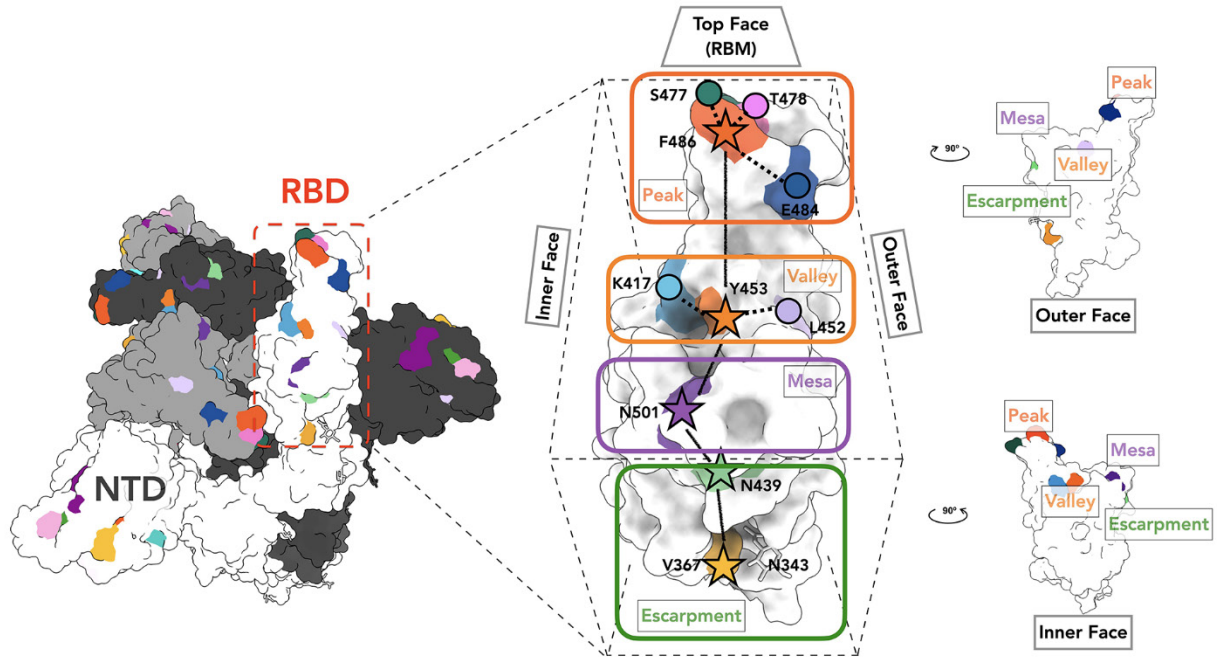 RBD
NTD
Top Face
(RBM)
Inner Face
Outer Face
S477
T478
F486
E484
Peak
K417
Y453
Valley
L452
Mesa
N501
N439
V367
N343
Escarpment
Peak
Mesa
90°
Valley
Escarpment
Outer Face
Peak
Mesa
90°
Valley
Escarpment
Inner Face